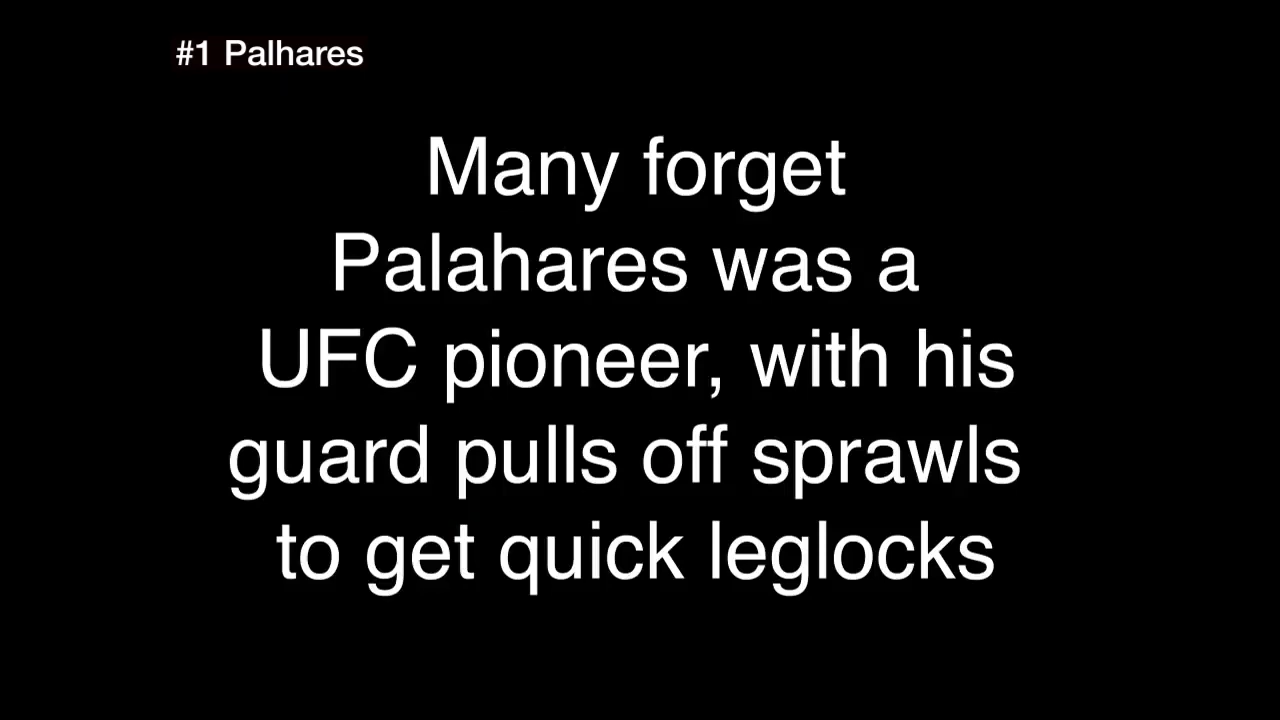 #1 Palhares
Many forget
Palahares was a
UFC pioneer, with his
guard pulls off sprawls
to get quick leglocks